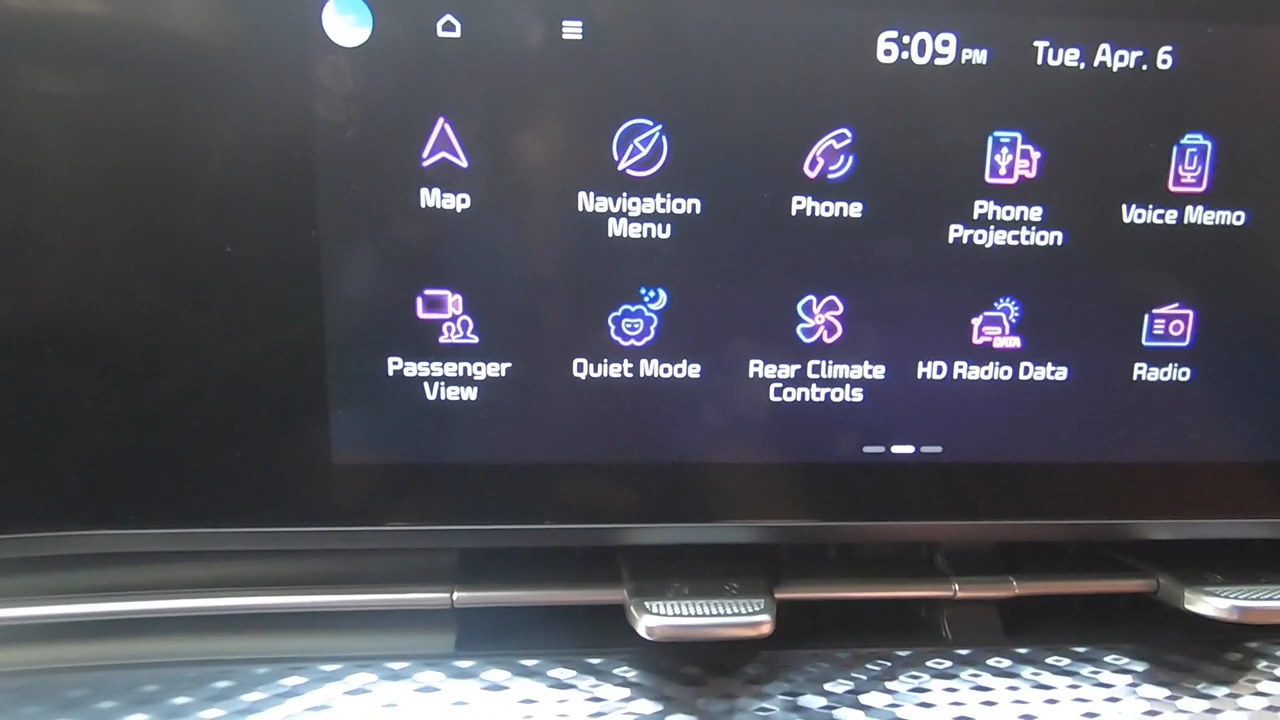 6:09 PM Tue, Apr. 6
Map
Navigation
Menu
Phone
Phone
Projection
Voice Memo
Passenger
View
Quiet Mode
Rear Climate
Controls
HD Radio Data
DATA
Radio